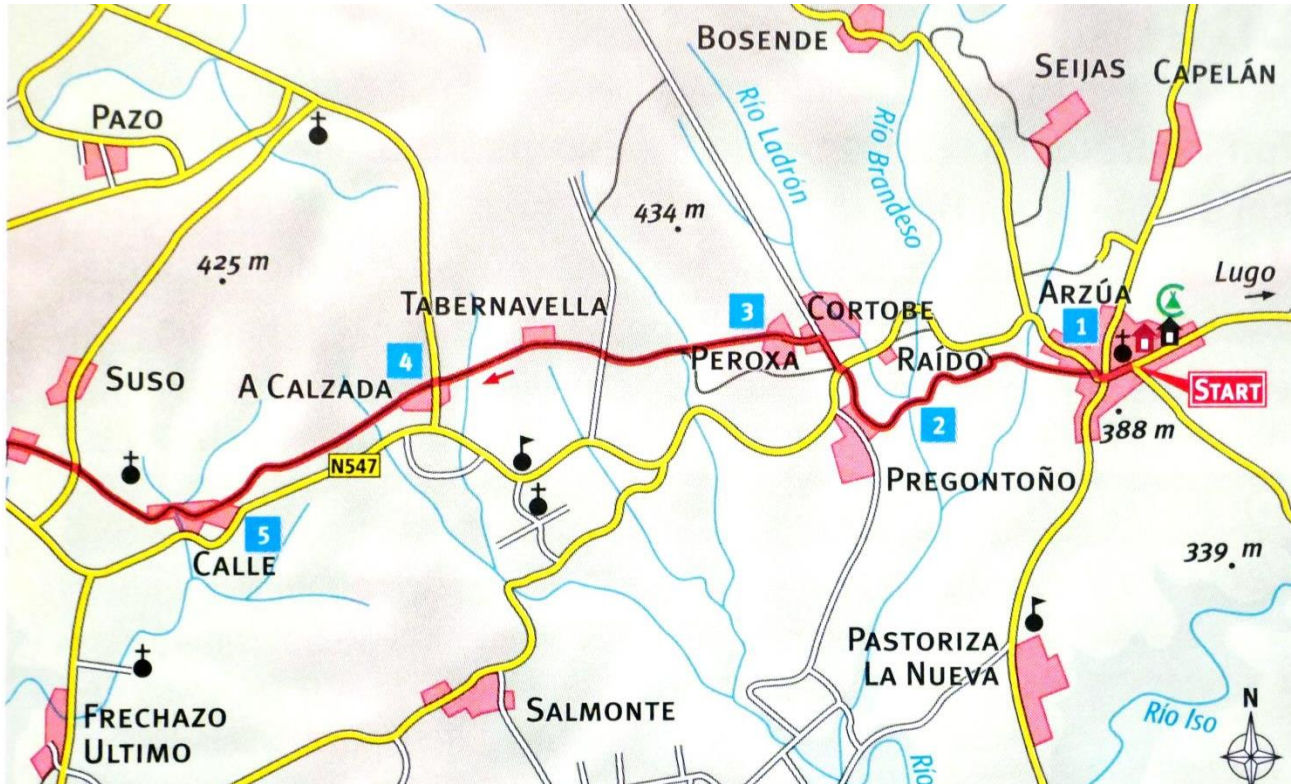 BOSENDE
SEIJAS
CAPELÁN
PAZO
Río Ladrón
Río Brandeso
434 m
425 m
Lugo
ARZÚA
1
TABERNAVELLA
3
CORTOBE
PEROXA
RAÍDO
START
SUSO
4
A CALZADA
2
388 m
N547
PREGONTOÑO
5
CALLE
339 m
PASTORIZA
LA NUEVA
FRECHAZO
ULTIMO
SALMONTE
Río Iso
N
Río